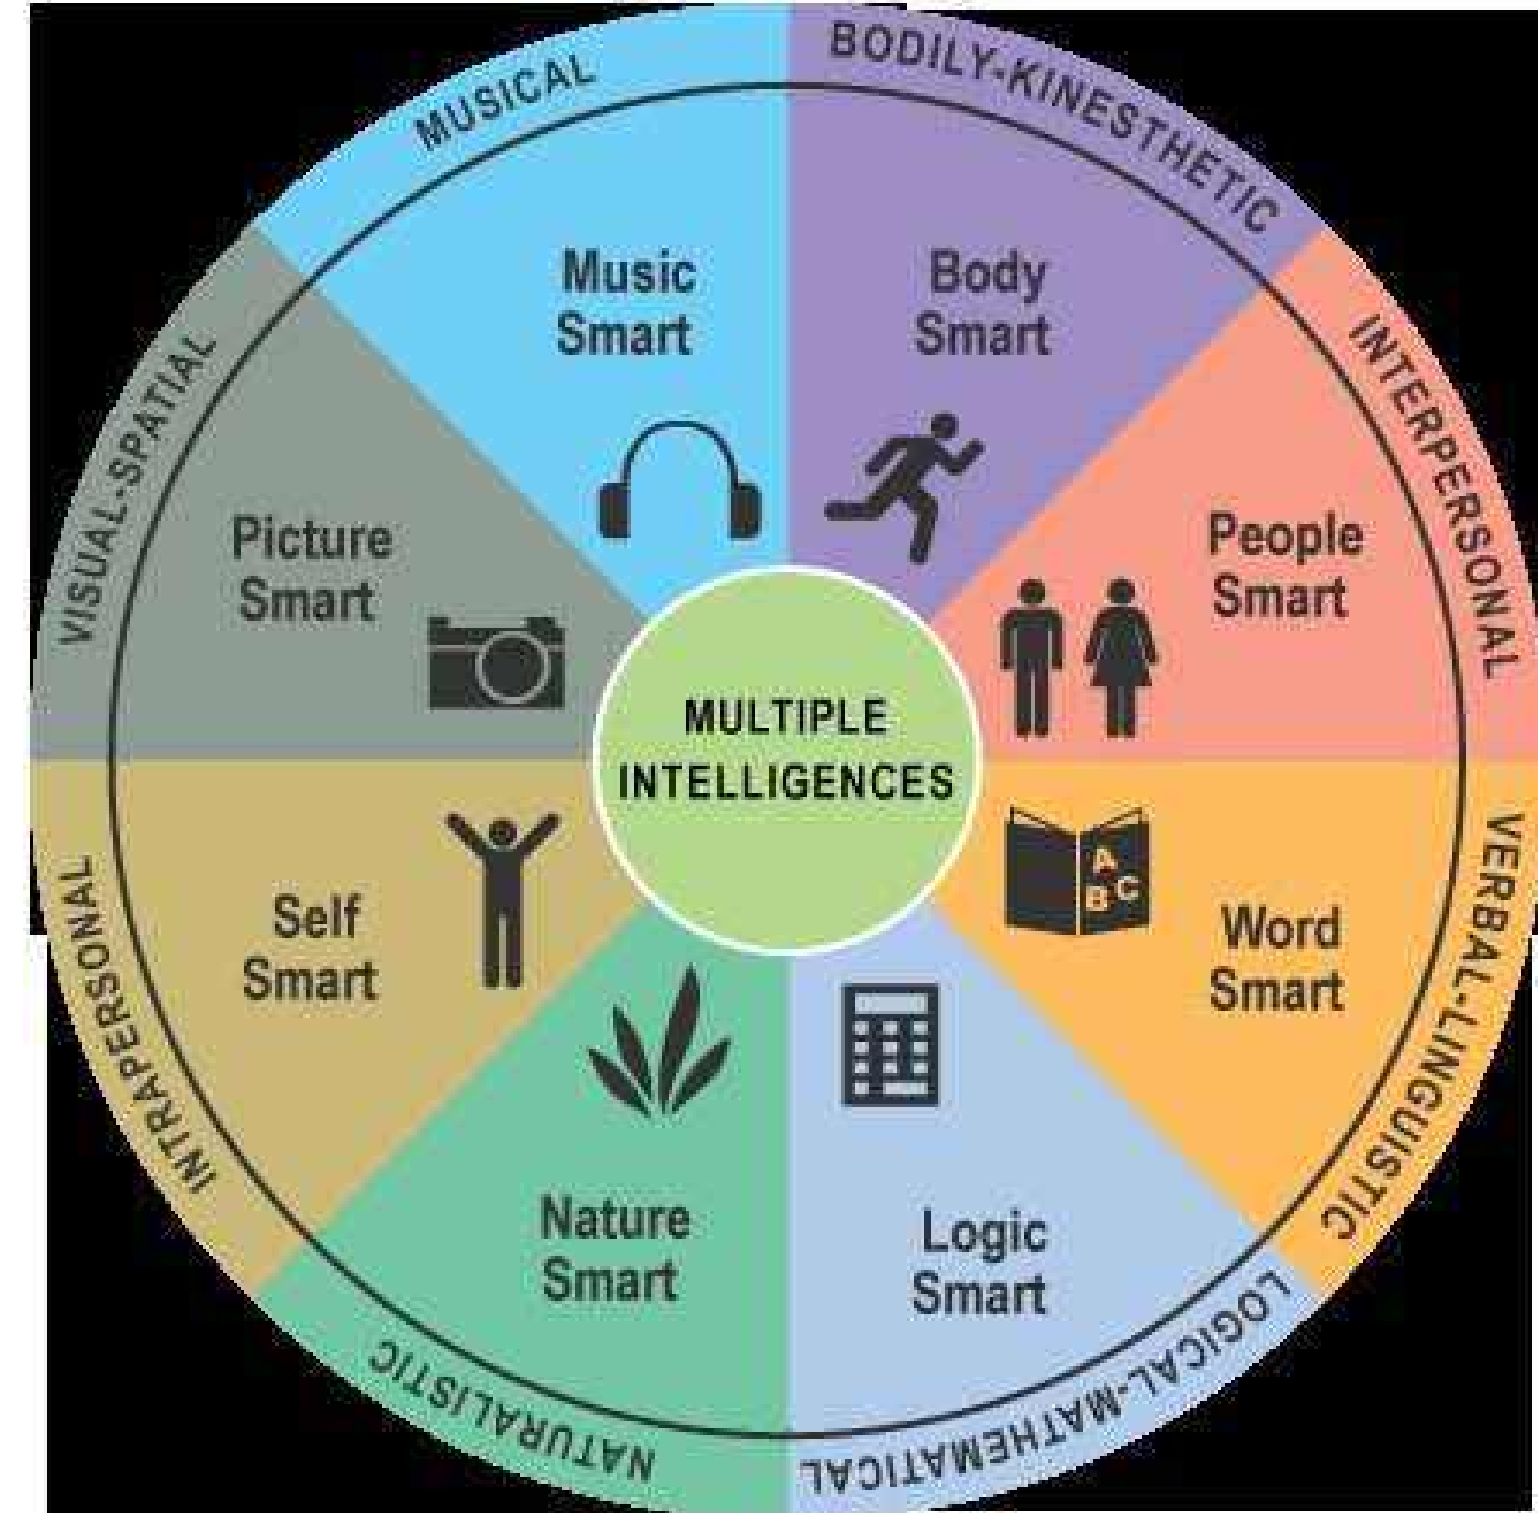 MUSICAL
BODILY-KINESTHETIC
INTERPERSONAL
VERBAL-LINGUISTIC
LOGICAL-MATHEMATICAL
NATURALISTIC
INTRAPERSONAL
VISUAL-SPATIAL
Music
Smart
Body
Smart
People
Smart
A
B C
Word
Smart
Logic
Smart
Nature
Smart
Self
Smart
Picture
Smart
MULTIPLE
INTELLIGENCES